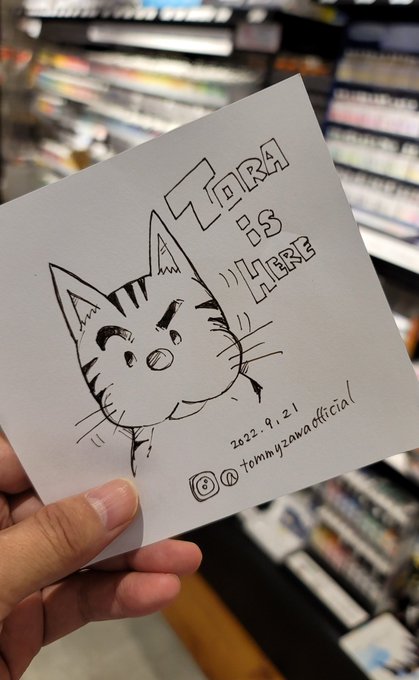 TORA
iS
HERE
2022.9.21
@tommyzawaofficial